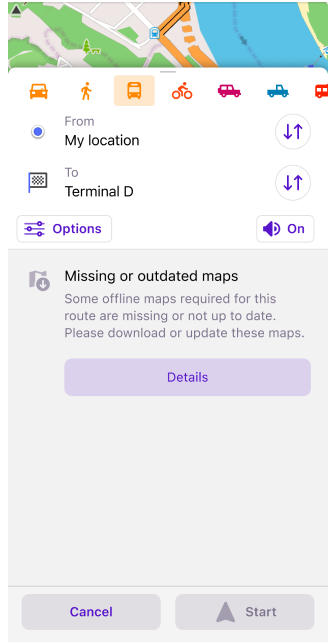 From
My location
To
Terminal D
Options
On
Missing or outdated maps
Some offline maps required for this
route are missing or not up to date.
Please download or update these maps.
Details
Cancel
Start